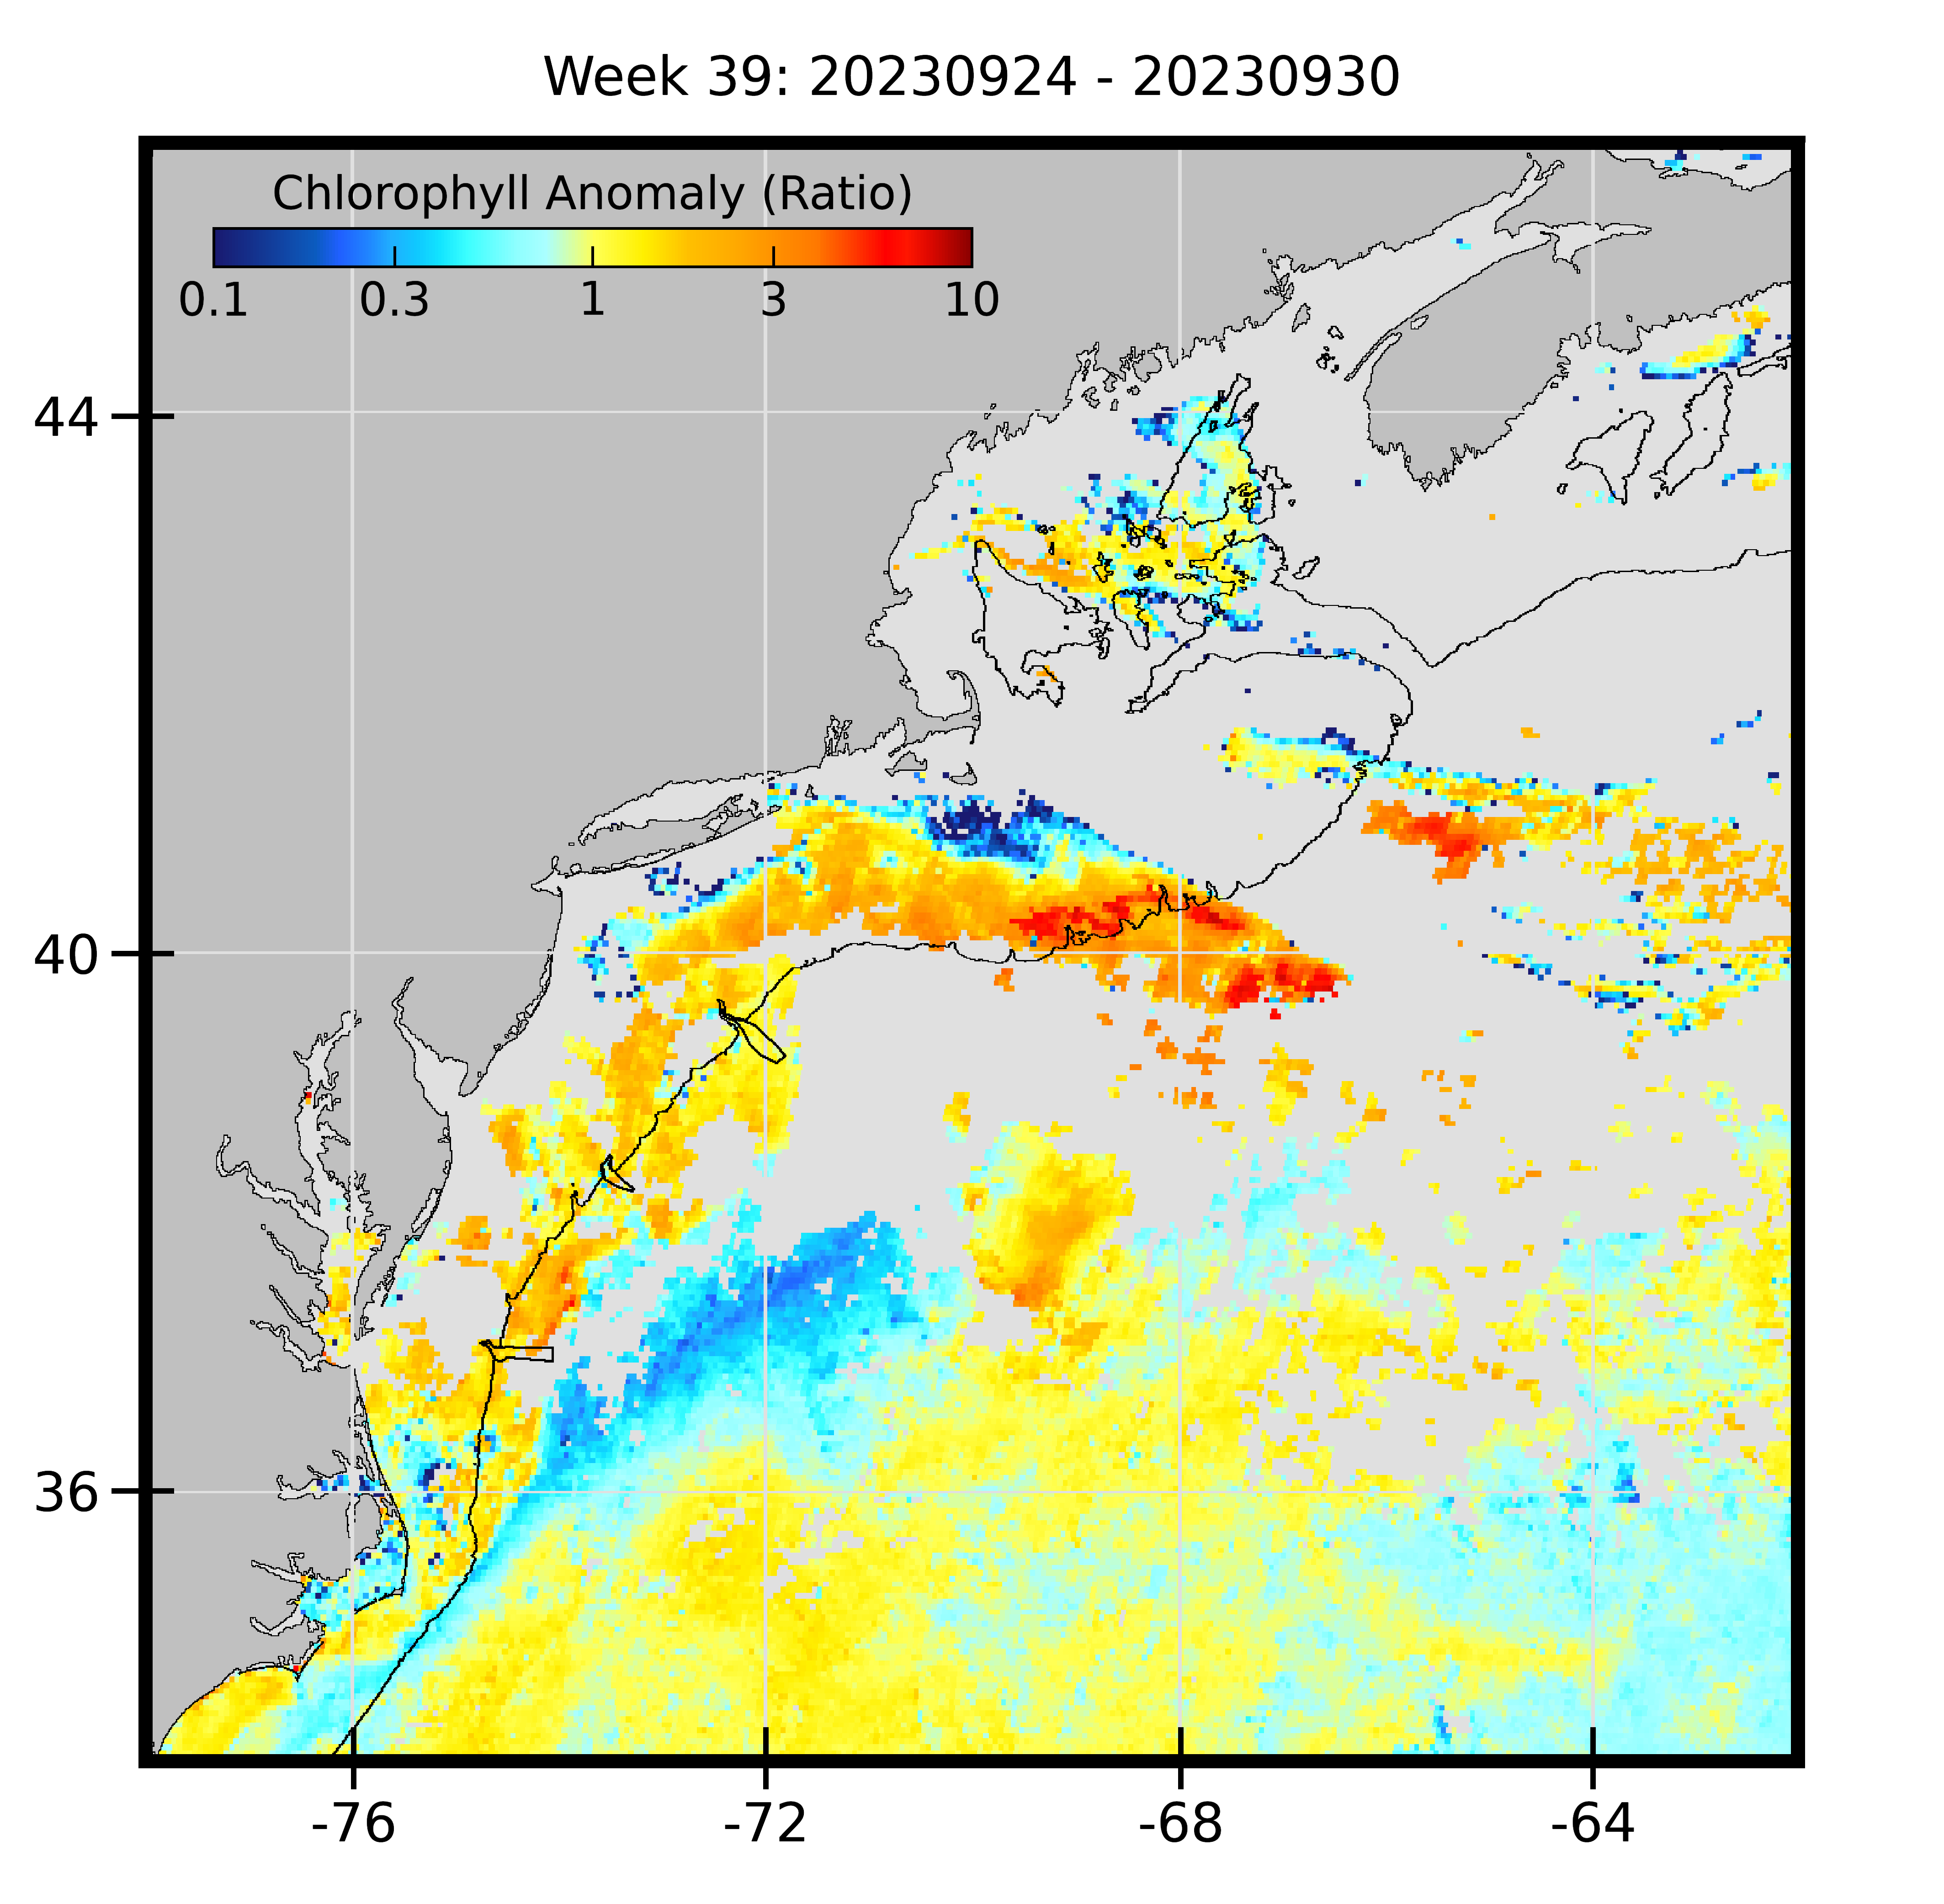 Week 39: 20230924 - 20230930
Chlorophyll Anomaly (Ratio)
0.1 0.3 1 3 10
44
40
36
-76 -72 -68 -64